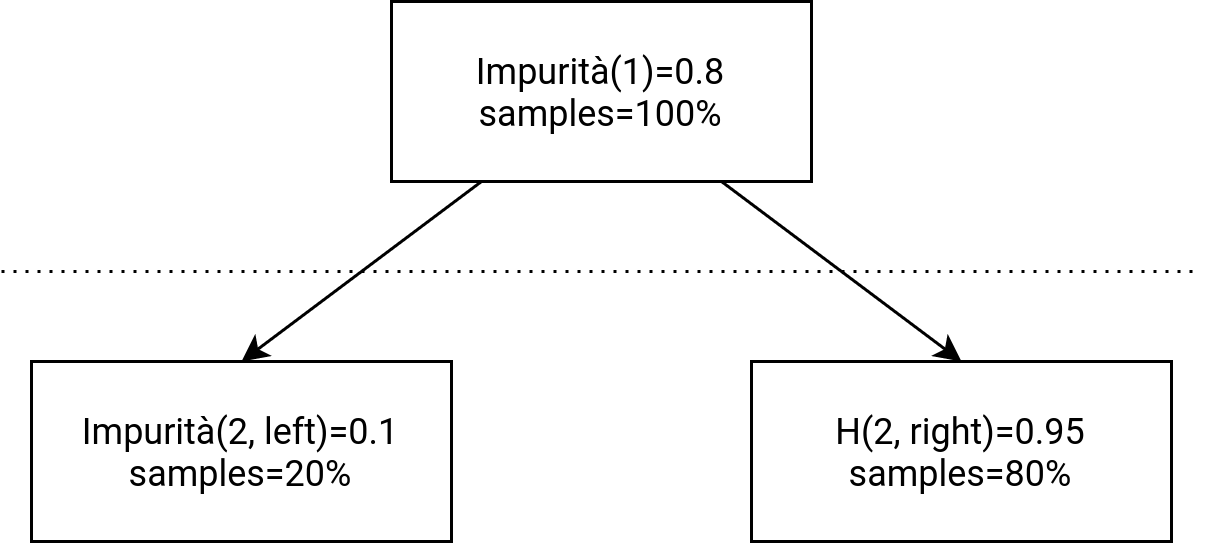 Impurità(1)=0.8
samples=100%
Impurità(2, left)=0.1
samples=20%
H(2, right)=0.95
samples=80%